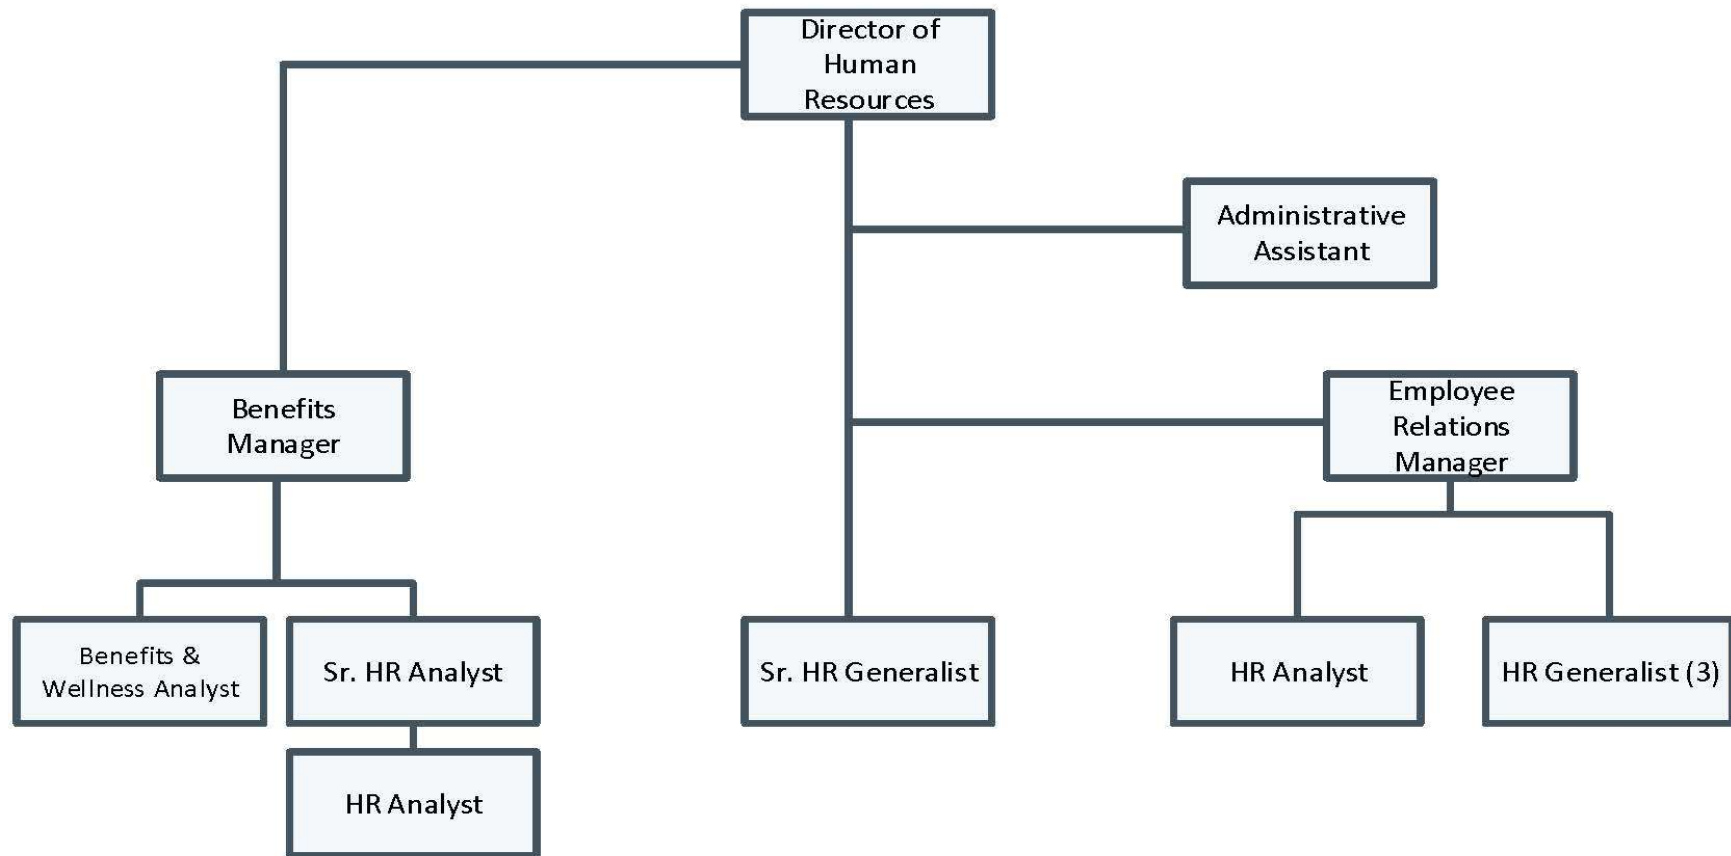 Director of
Human
Resources
Administrative
Assistant
Benefits
Manager
Employee
Relations
Manager
Benefits &
Wellness Analyst
Sr. HR Analyst
Sr. HR Generalist
HR Analyst
HR Generalist (3)
HR Analyst